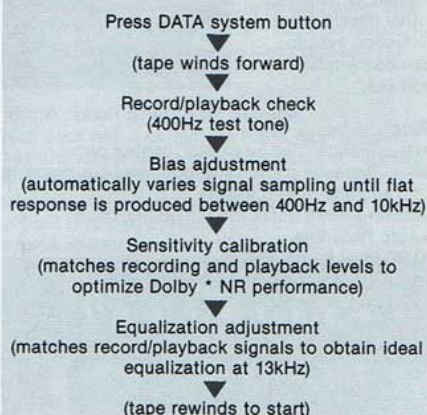 Press DATA system button
(tape winds forward)
Record/playback check
(400Hz test tone)
Bias ajdustment
(automatically varies signal sampling until flat
response is produced between 400Hz and 10kHz)
Sensitivity calibration
(matches recording and playback levels to
optimize Dolby * NR performance)
Equalization adjustment
(matches record/playback signals to obtain ideal
equalization at 13kHz)
(tape rewinds to start)